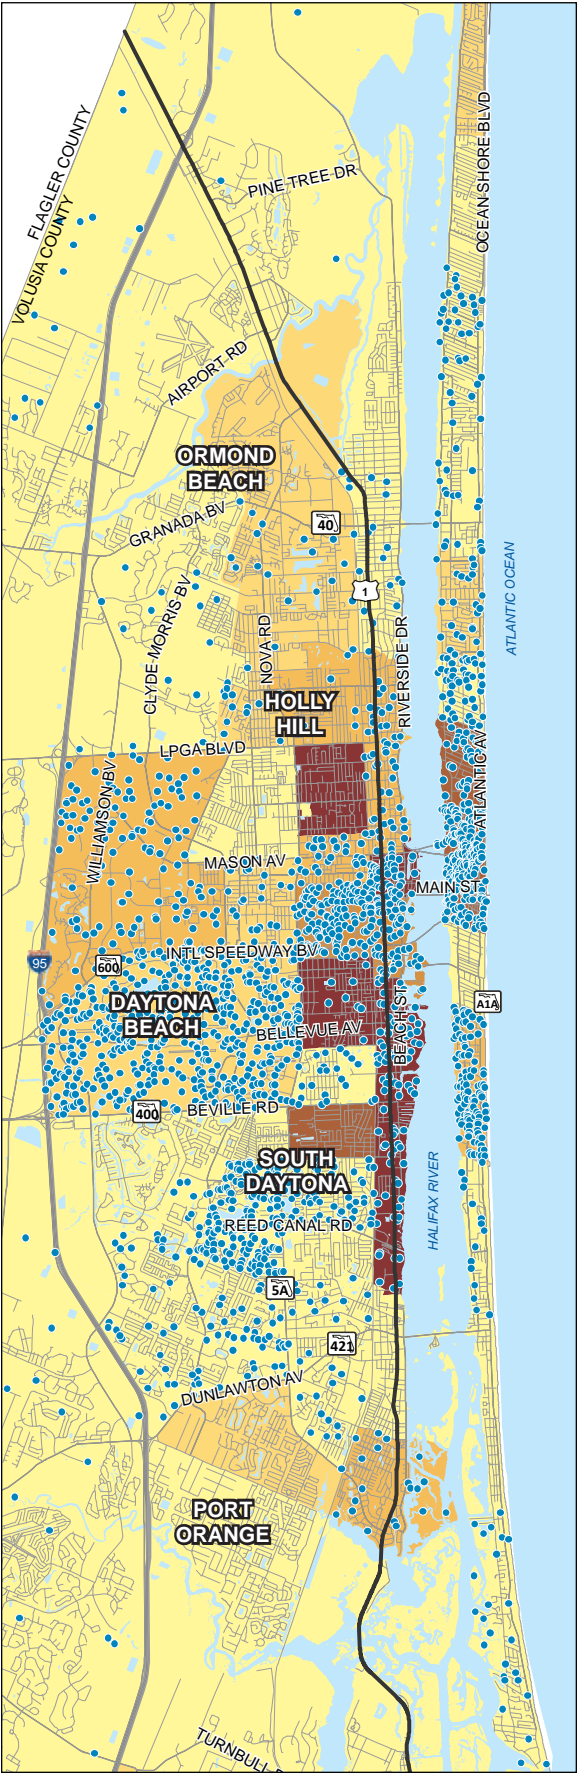 FLAGLER COUNTY
VOLUSIA COUNTY
PINE TREE DR
OCEAN SHORE BLVD
AIRPORT RD
ORMOND
BEACH
GRANADA BV
40
ATLANTIC OCEAN
1
CLYDE MORRIS BV
NOVA RD
RIVERSIDE DR
HOLLY
HILL
LPGA BLVD
ATLANTIC AV
WILLIAMSON BV
MASON AV
MAIN ST
INTL SPEEDWAY BV
95
600
DAYTONA
BEACH
A1A
BELLEVUE AV
BEACH ST
BEVILLE RD
400
SOUTH
DAYTONA
HALIFAX RIVER
REED CANAL RD
5A
421
DUNLAWTON AV
PORT
ORANGE
TURNBULL